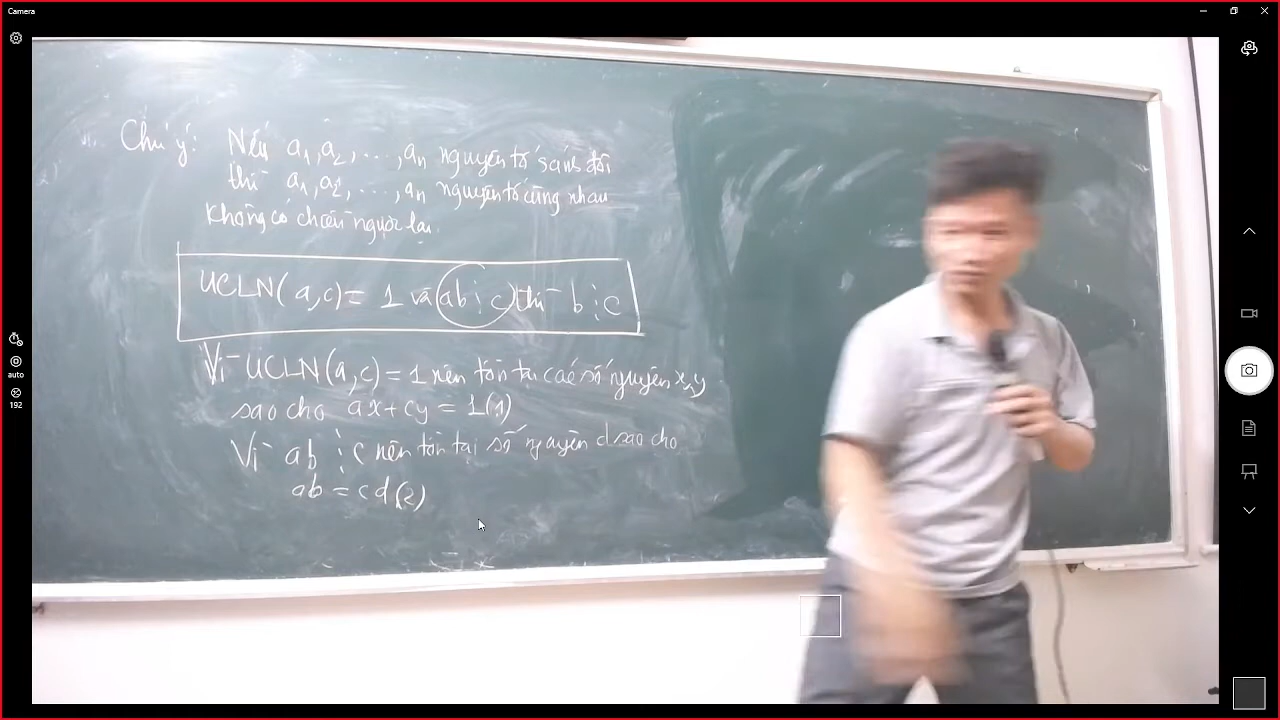 Camera
Chú ý: Nếu a₁, a₂, ..., aₙ nguyên tố sánh đôi
thì a₁, a₂, ..., aₙ nguyên tố cùng nhau
Không có chiều ngược lại.
UCLN(a,c) = 1 và ab ⋮ c thì b ⋮ c
Vì UCLN(a,c) = 1 nên tồn tại các số nguyên x, y
sao cho ax + cy = 1 (1)
Vì ab ⋮ c nên tồn tại số nguyên d sao cho
ab = cd (2)
auto
192